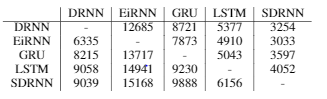 DRNN EiRNN GRU LSTM SDRNN
DRNN - 12685 8721 5377 3254
EiRNN 6335 - 7873 4910 3033
GRU 8215 13717 - 5043 3597
LSTM 9058 14941 9230 - 4052
SDRNN 9039 15168 9888 6156 -